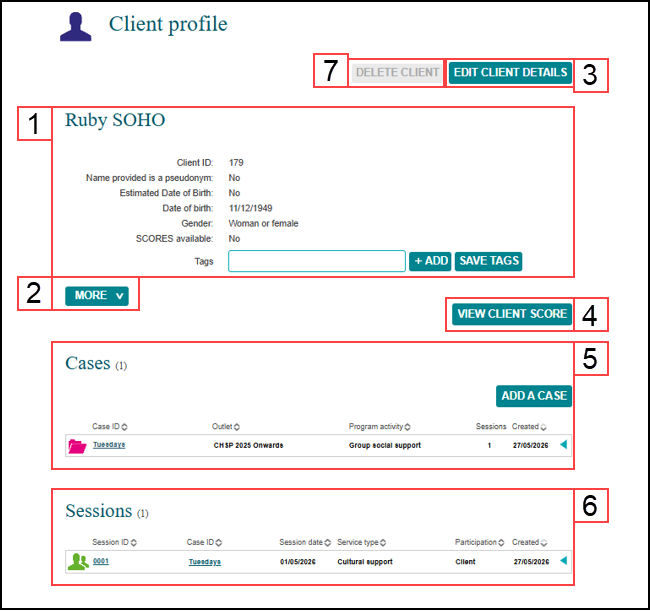 Client profile
7 DELETE CLIENT EDIT CLIENT DETAILS 3
1 Ruby SOHO
Client ID: 179
Name provided is a pseudonym: No
Estimated Date of Birth: No
Date of birth: 11/12/1949
Gender: Woman or female
SCORES available: No
Tags + ADD SAVE TAGS
2 MORE v
VIEW CLIENT SCORE 4
Cases (1) 5
ADD A CASE
Case ID Outlet Program activity Sessions Created
Tuesdays CHSP 2025 Onwards Group social support 1 27/05/2026
Sessions (1) 6
Session ID Case ID Session date Service type Participation Created
0001 Tuesdays 01/05/2026 Cultural support Client 27/05/2026